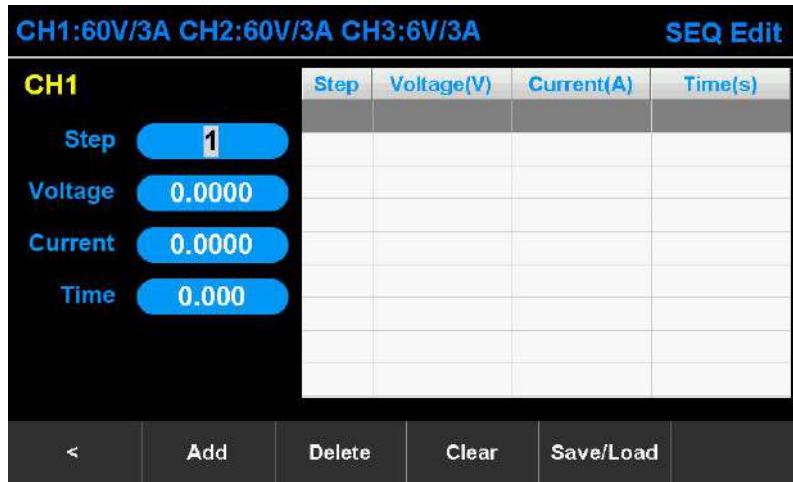 CH1:60V/3A CH2:60V/3A CH3:6V/3A SEQ Edit
CH1
Step Voltage(V) Current(A) Time(s)
Step 1
Voltage 0.0000
Current 0.0000
Time 0.000
< Add Delete Clear Save/Load